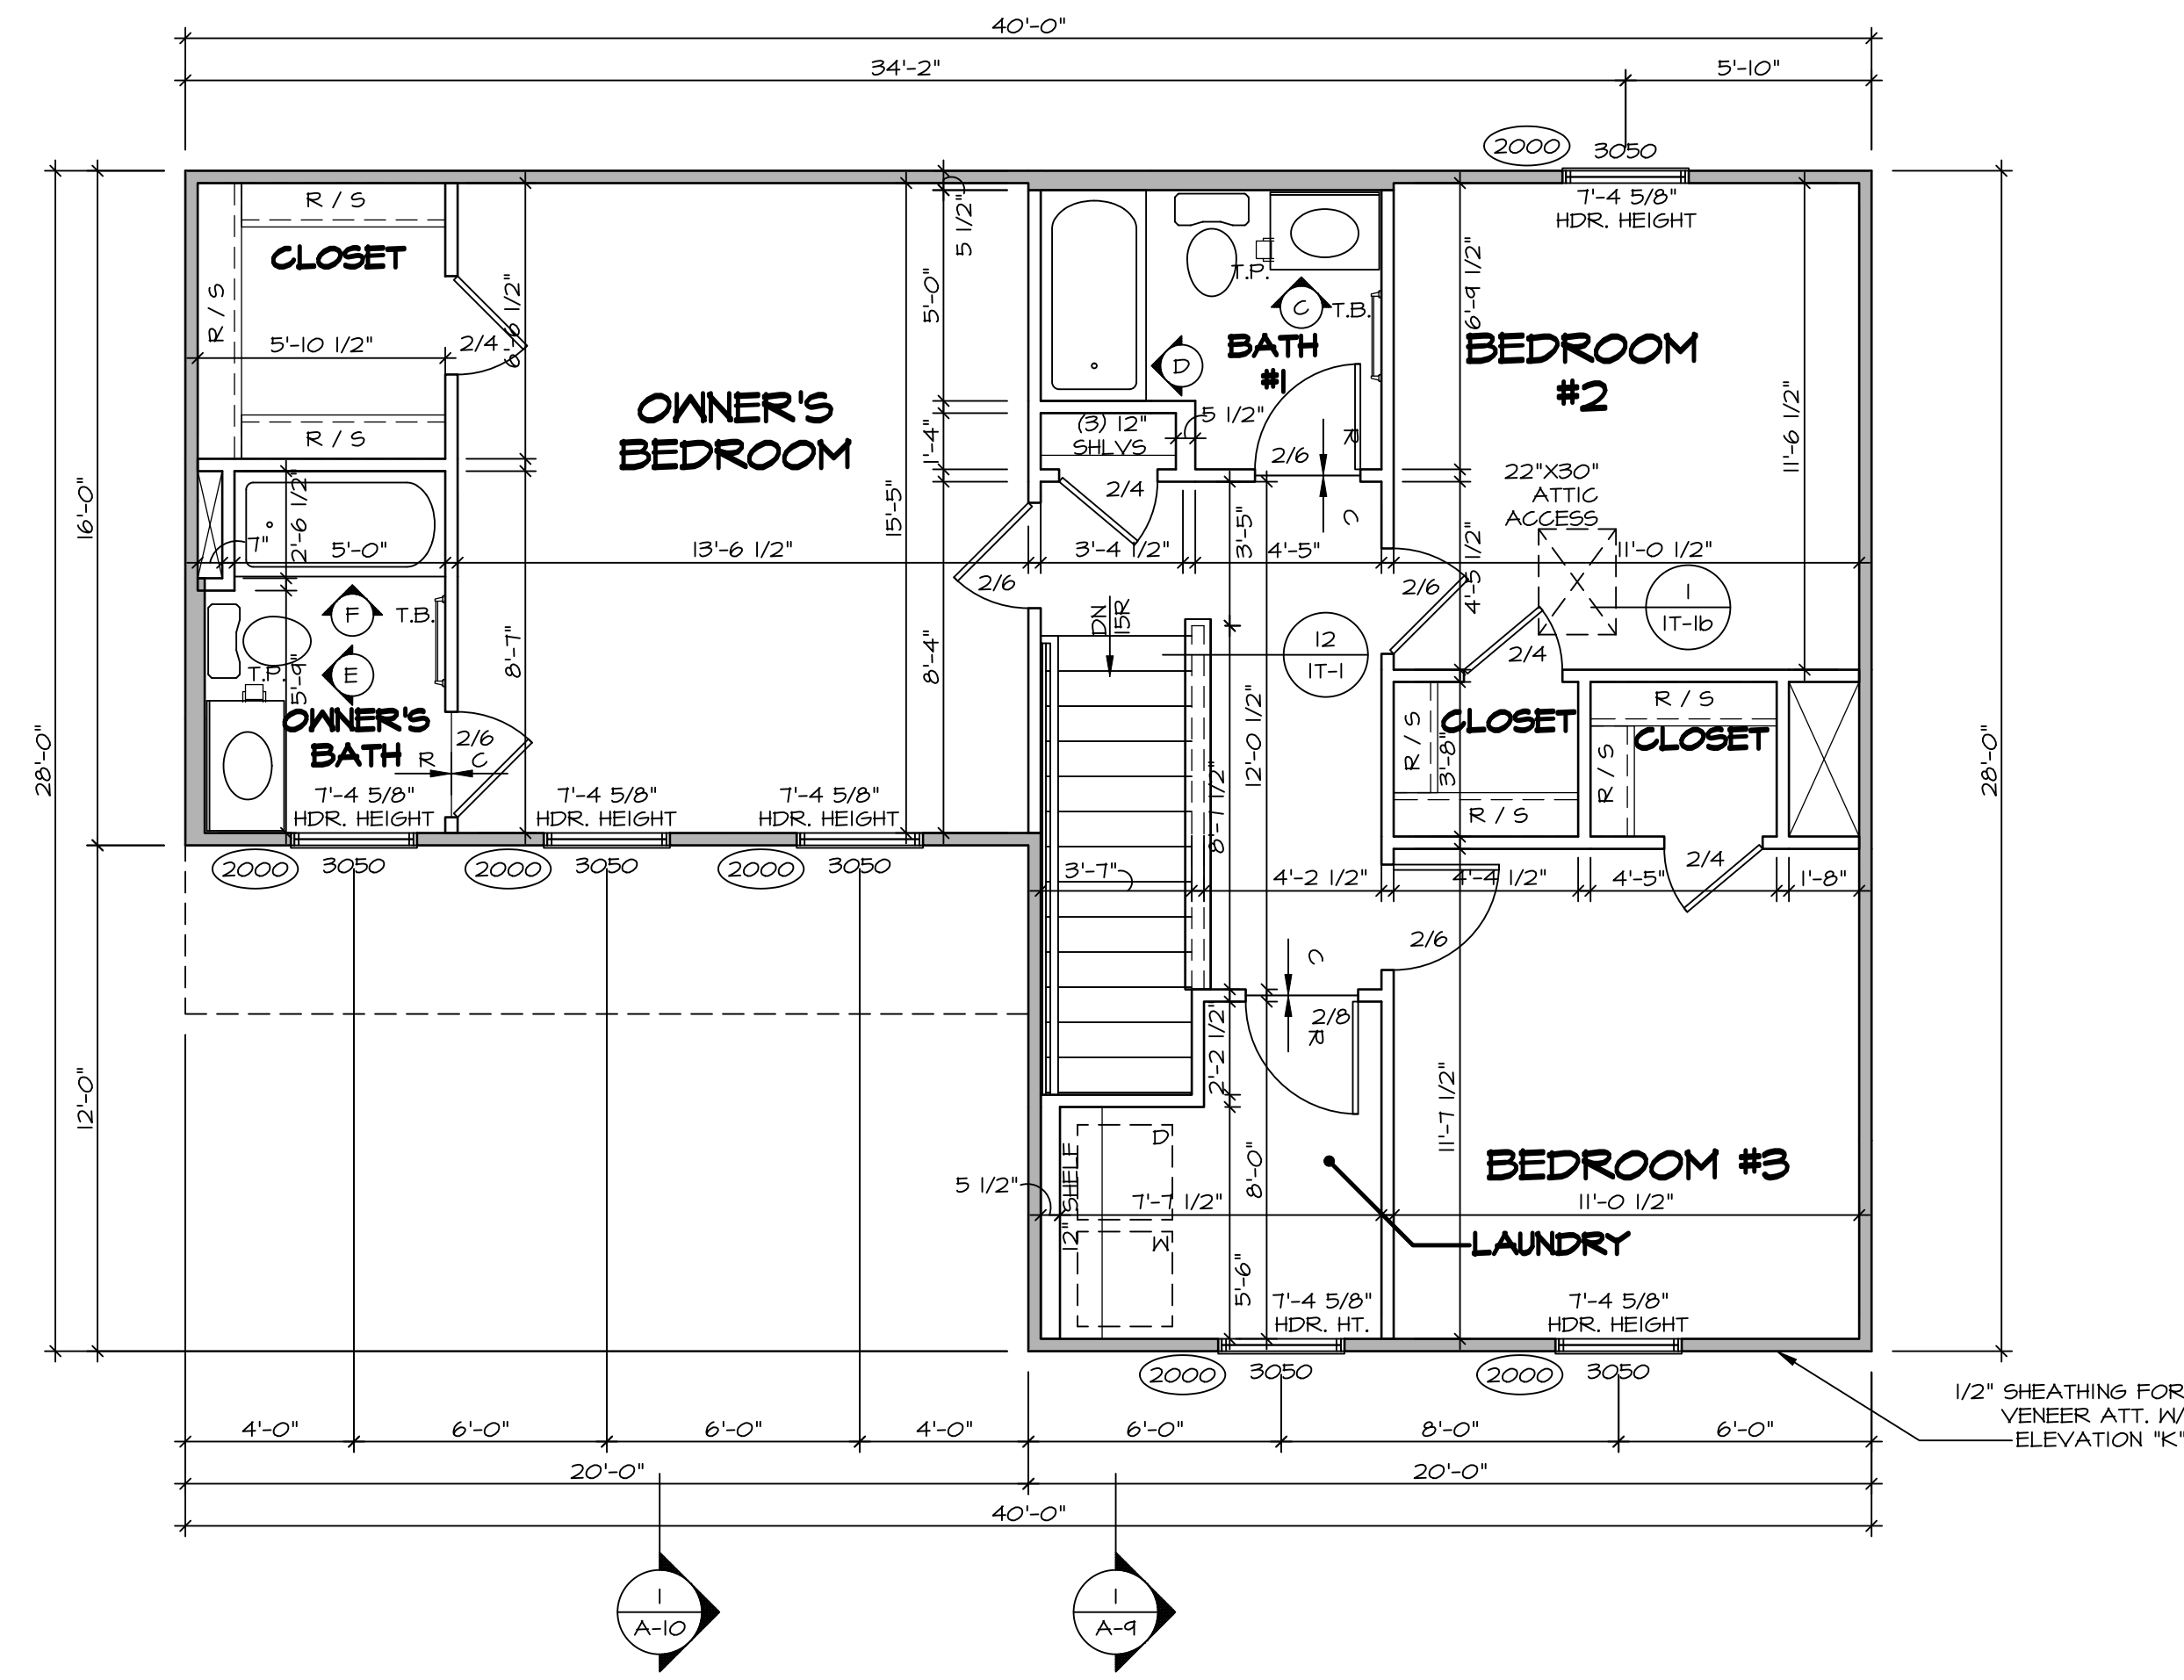 40'-0"
34'-2"
5'-10"
2000
3050
7'-4 5/8"
HDR. HEIGHT
R / S
CLOSET
R / S
5'-10 1/2"
2/4
R / S
OWNER'S
BEDROOM
5 1/2"
5'-0"
1'-4"
15'-5"
8'-4"
T.P.
C
T.B.
D
BATH
#1
(3) 12"
SHLVS
5 1/2"
2/6
R
C
2/4
6'-9 1/2"
BEDROOM
#2
11'-6 1/2"
22"X30"
ATTIC
ACCESS
16'-0"
28'-0"
12'-0"
28'-0"
7"
2'-6 1/2"
5'-0"
13'-6 1/2"
3'-4 1/2"
3'-5"
4'-5"
4'-5 1/2"
11'-0 1/2"
2/6
2/6
F
T.B.
E
T.P.
5'-9"
8'-7"
OWNER'S
BATH
2/6
R
C
DN
15R
12
1T-1
1
1T-1b
2/4
R / S
CLOSET
3'-8"
R / S
R / S
R / S
CLOSET
8'-7 1/2"
12'-0 1/2"
7'-4 5/8"
HDR. HEIGHT
7'-4 5/8"
HDR. HEIGHT
7'-4 5/8"
HDR. HEIGHT
2000
3050
2000
3050
2000
3050
3'-7"
4'-2 1/2"
4'-4 1/2"
4'-5"
2/4
1'-8"
2/6
C
2/8
R
2'-2 1/2"
11'-7 1/2"
BEDROOM #3
D
12" SHELF
5 1/2"
7'-7 1/2"
8'-0"
11'-0 1/2"
W
LAUNDRY
5'-6"
7'-4 5/8"
HDR. HT.
7'-4 5/8"
HDR. HEIGHT
2000
3050
2000
3050
1/2" SHEATHING FOR
VENEER ATT. W/
ELEVATION "K"
4'-0"
6'-0"
6'-0"
4'-0"
6'-0"
8'-0"
6'-0"
20'-0"
20'-0"
40'-0"
1
A-10
1
A-9